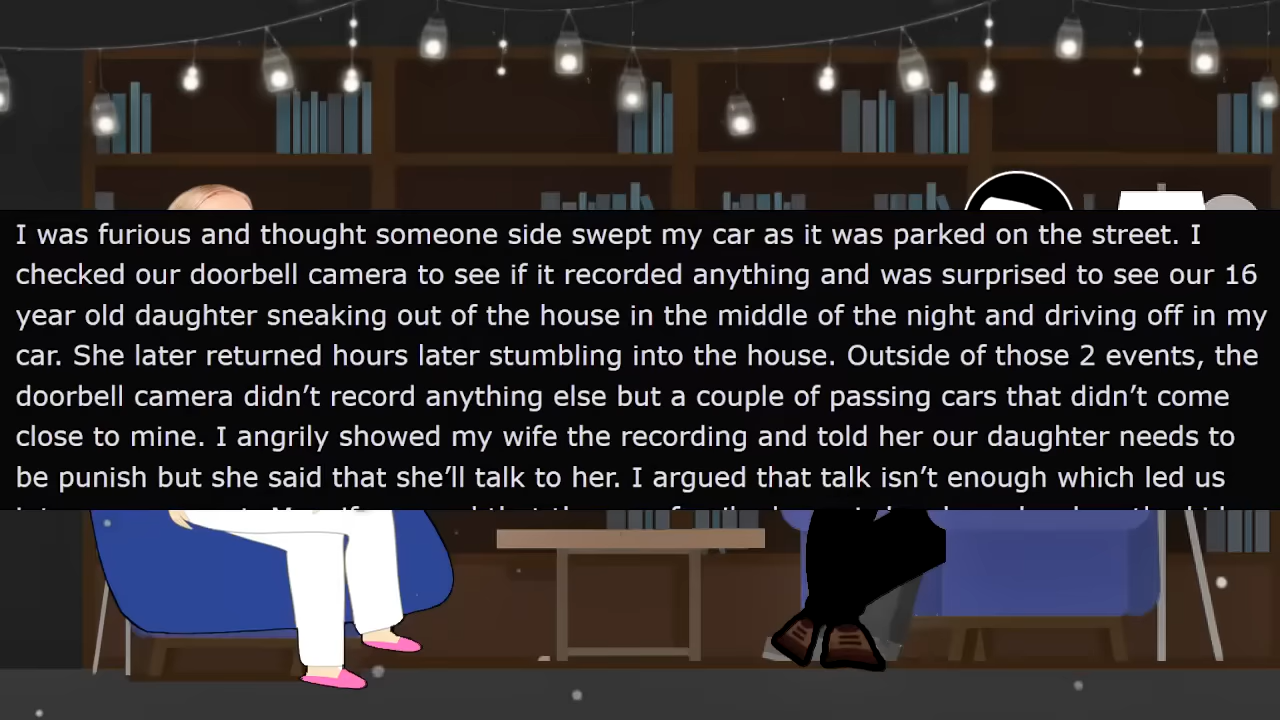 I was furious and thought someone side swept my car as it was parked on the street. I
checked our doorbell camera to see if it recorded anything and was surprised to see our 16
year old daughter sneaking out of the house in the middle of the night and driving off in my
car. She later returned hours later stumbling into the house. Outside of those 2 events, the
doorbell camera didn’t record anything else but a couple of passing cars that didn’t come
close to mine. I angrily showed my wife the recording and told her our daughter needs to
be punish but she said that she’ll talk to her. I argued that talk isn’t enough which led us